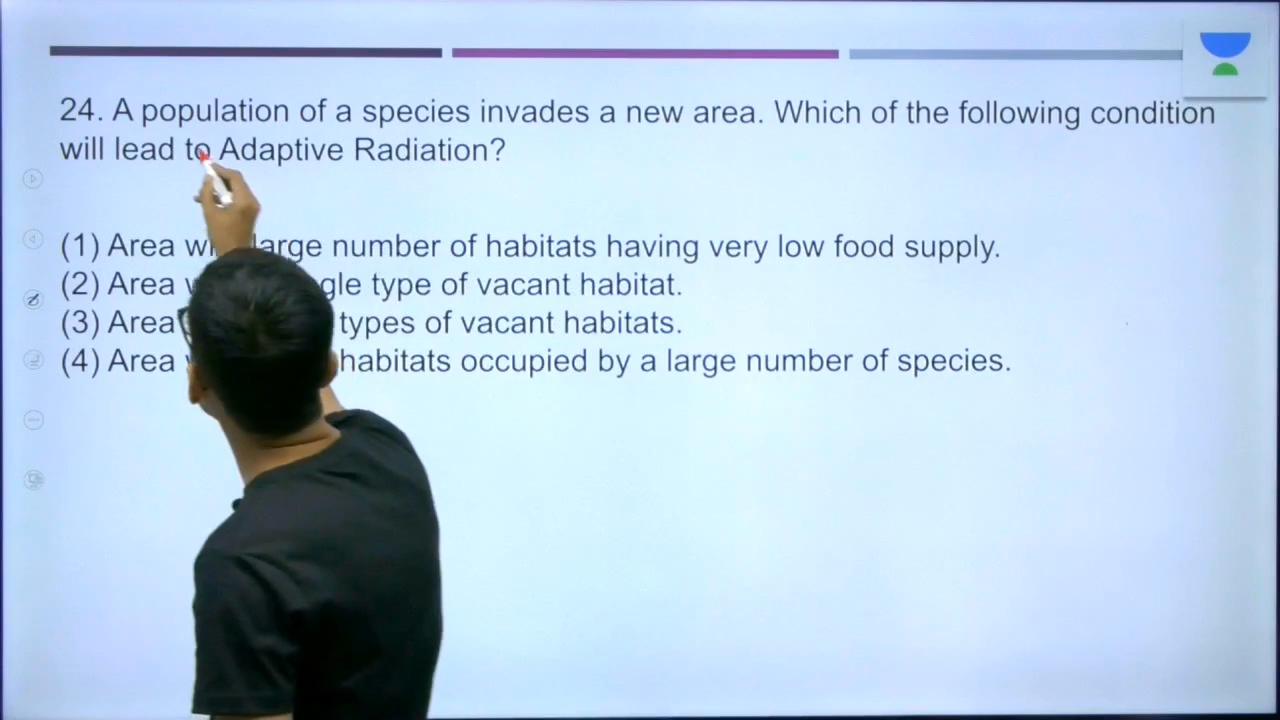 24. A population of a species invades a new area. Which of the following condition
will lead to Adaptive Radiation?
(1) Area large number of habitats having very low food supply.
(2) Area type of vacant habitat.
(3) Area types of vacant habitats.
(4) Area habitats occupied by a large number of species.